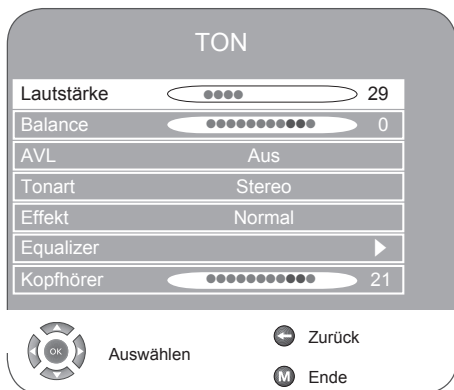 TON
Lautstärke 29
Balance 0
AVL Aus
Tonart Stereo
Effekt Normal
Equalizer
Kopfhörer 21
OK Auswählen
Zurück
M Ende